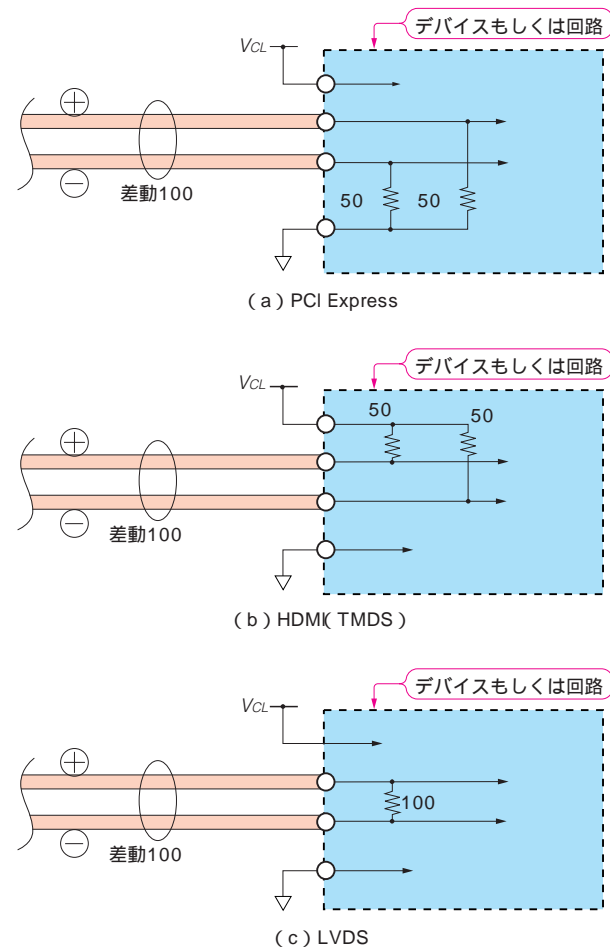 デバイスもしくは回路
VCL
＋
50 50
－
差動100
（a）PCI Express
デバイスもしくは回路
VCL
50 50
＋
－
差動100
（b）HDMI（TMDS）
デバイスもしくは回路
VCL
＋
100
－
差動100
（c）LVDS